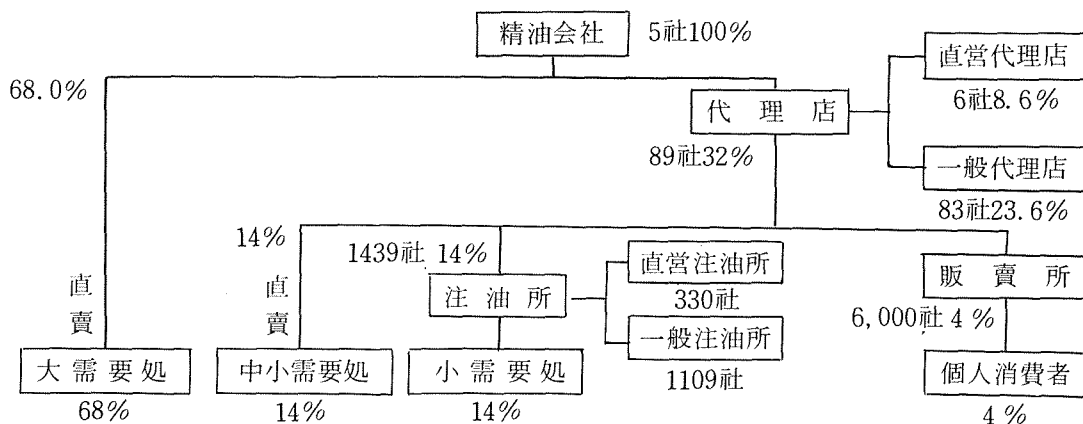 精油会社 5社100%
直営代理店
68.0%
6社8.6%
代理店
89社32%
一般代理店
83社23.6%
14%
1439社 14%
直営注油所
販賣所
直賣
直賣
注油所
330社
6,000社 4%
一般注油所
大需要処
中小需要処
小需要処
1109社
個人消費者
68%
14%
14%
4%